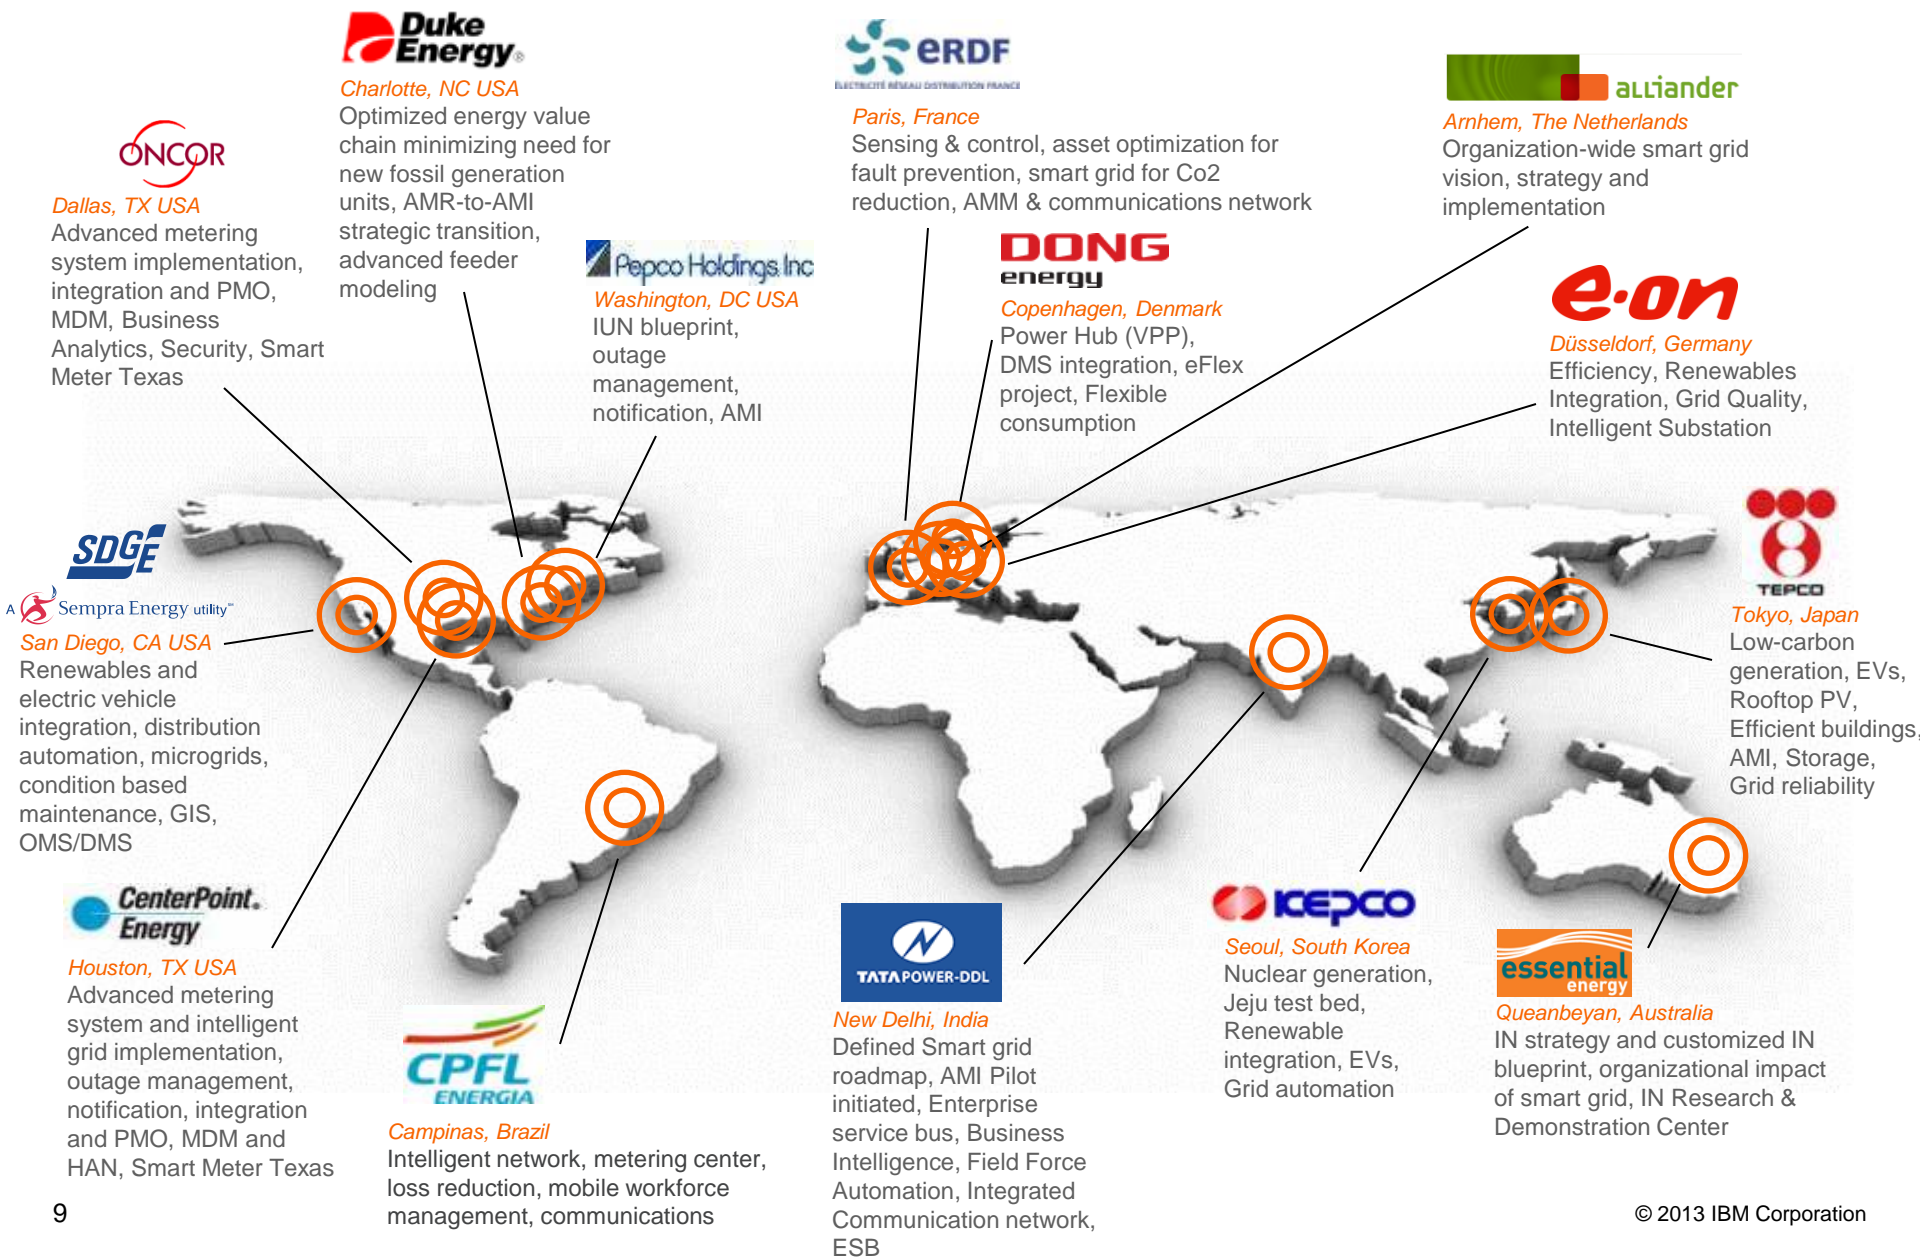 Duke
Energy®
Charlotte, NC USA
Optimized energy value
chain minimizing need for
new fossil generation
units, AMR-to-AMI
strategic transition,
advanced feeder
modeling
eRDF
ÉLECTRICITÉ RÉSEAU DISTRIBUTION FRANCE
Paris, France
Sensing & control, asset optimization for
fault prevention, smart grid for Co2
reduction, AMM & communications network
alliander
Arnhem, The Netherlands
Organization-wide smart grid
vision, strategy and
implementation
ONCOR
Dallas, TX USA
Advanced metering
system implementation,
integration and PMO,
MDM, Business
Analytics, Security, Smart
Meter Texas
Pepco Holdings Inc
Washington, DC USA
IUN blueprint,
outage
management,
notification, AMI
DONG
energy
Copenhagen, Denmark
Power Hub (VPP),
DMS integration, eFlex
project, Flexible
consumption
e·on
Düsseldorf, Germany
Efficiency, Renewables
Integration, Grid Quality,
Intelligent Substation
SDGE
A Sempra Energy utility™
San Diego, CA USA
Renewables and
electric vehicle
integration, distribution
automation, microgrids,
condition based
maintenance, GIS,
OMS/DMS
TEPCO
Tokyo, Japan
Low-carbon
generation, EVs,
Rooftop PV,
Efficient buildings,
AMI, Storage,
Grid reliability
CenterPoint.
Energy
Houston, TX USA
Advanced metering
system and intelligent
grid implementation,
outage management,
notification, integration
and PMO, MDM and
HAN, Smart Meter Texas
CPFL
ENERGIA
Campinas, Brazil
Intelligent network, metering center,
loss reduction, mobile workforce
management, communications
TATA POWER-DDL
New Delhi, India
Defined Smart grid
roadmap, AMI Pilot
initiated, Enterprise
service bus, Business
Intelligence, Field Force
Automation, Integrated
Communication network,
ESB
KEPCO
Seoul, South Korea
Nuclear generation,
Jeju test bed,
Renewable
integration, EVs,
Grid automation
essential
energy
Queanbeyan, Australia
IN strategy and customized IN
blueprint, organizational impact
of smart grid, IN Research &
Demonstration Center
9
© 2013 IBM Corporation